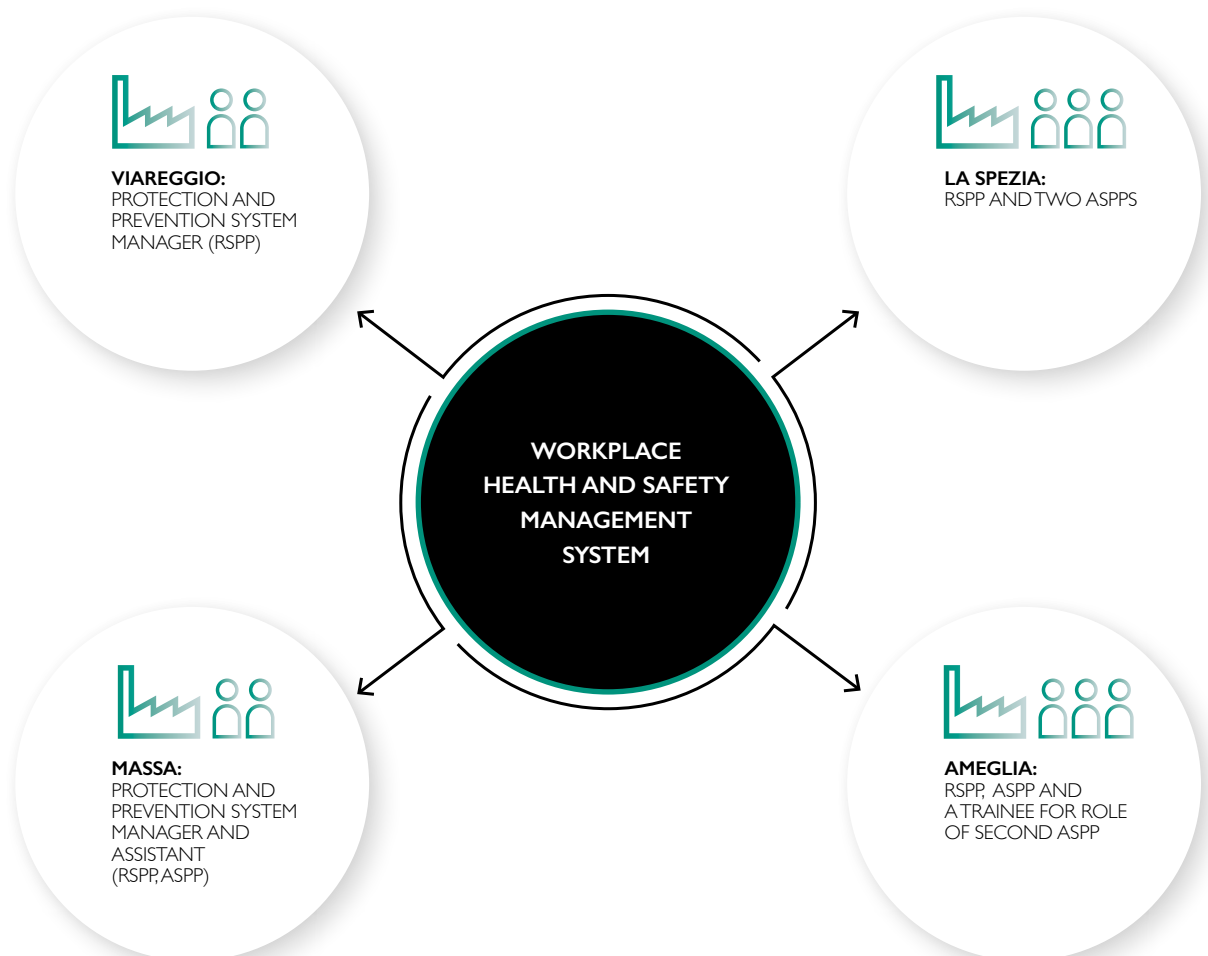 VIAREGGIO:
PROTECTION AND
PREVENTION SYSTEM
MANAGER (RSPP)
LA SPEZIA:
RSPP AND TWO ASPPS
WORKPLACE
HEALTH AND SAFETY
MANAGEMENT
SYSTEM
MASSA:
PROTECTION AND
PREVENTION SYSTEM
MANAGER AND
ASSISTANT
(RSPP, ASPP)
AMEGLIA:
RSPP, ASPP AND
A TRAINEE FOR ROLE
OF SECOND ASPP